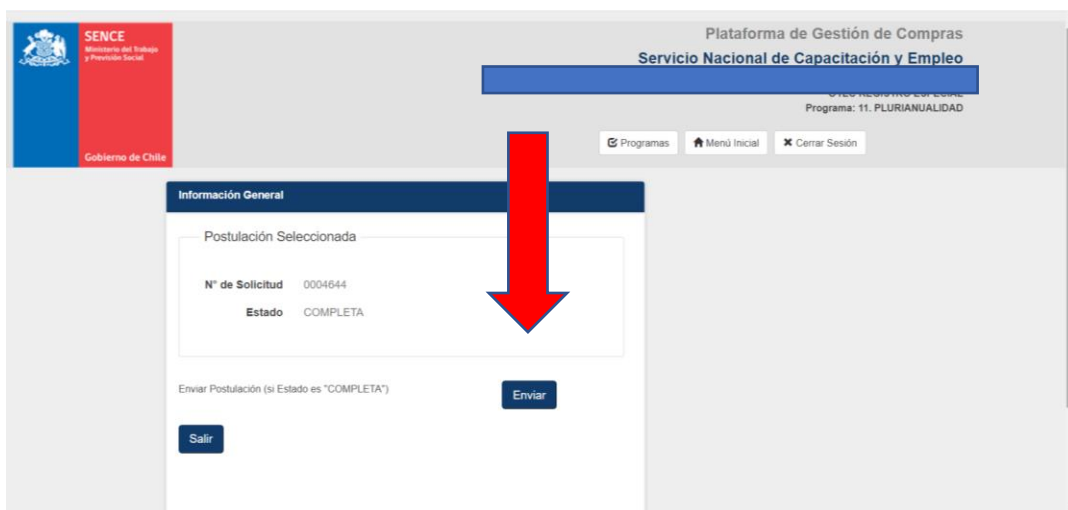 SENCE
Ministerio del Trabajo
y Previsión Social
Gobierno de Chile
Plataforma de Gestión de Compras
Servicio Nacional de Capacitación y Empleo
Programa: 11. PLURIANUALIDAD
Programas
Menú Inicial
Cerrar Sesión
Información General
Postulación Seleccionada
N° de Solicitud 0004644
Estado COMPLETA
Enviar Postulación (si Estado es "COMPLETA")
Enviar
Salir